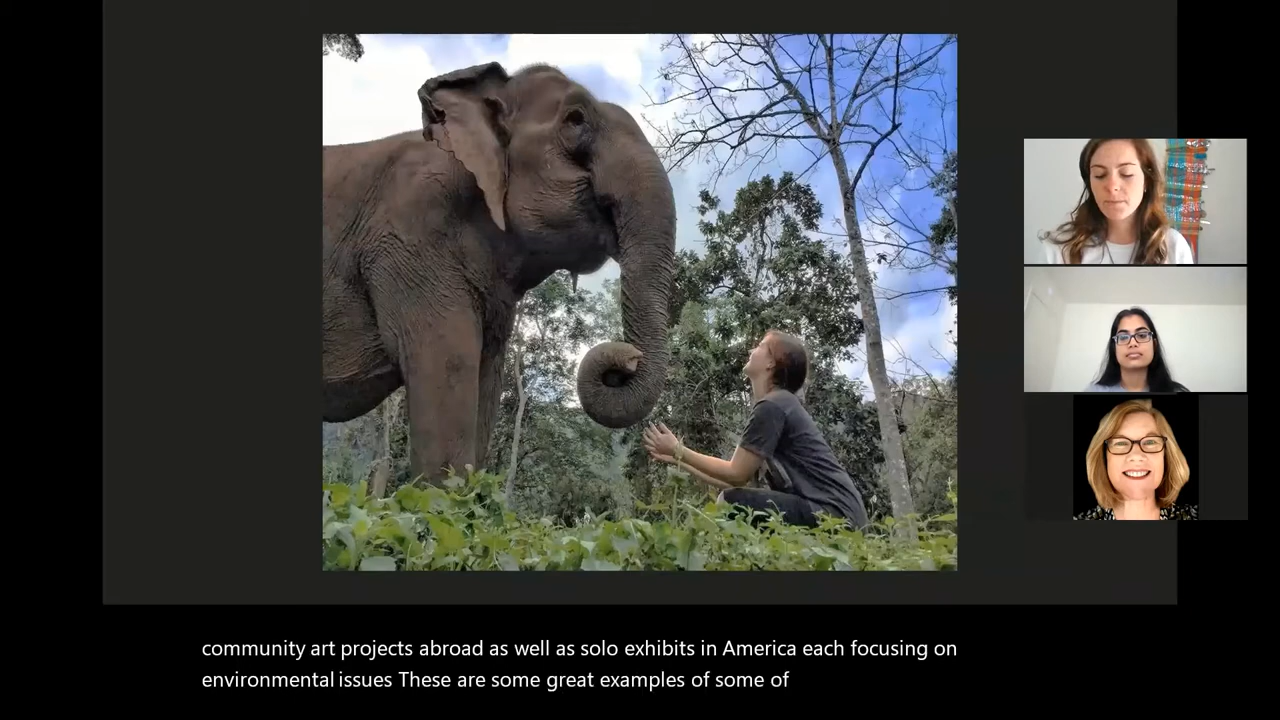 community art projects abroad as well as solo exhibits in America each focusing on
environmental issues These are some great examples of some of